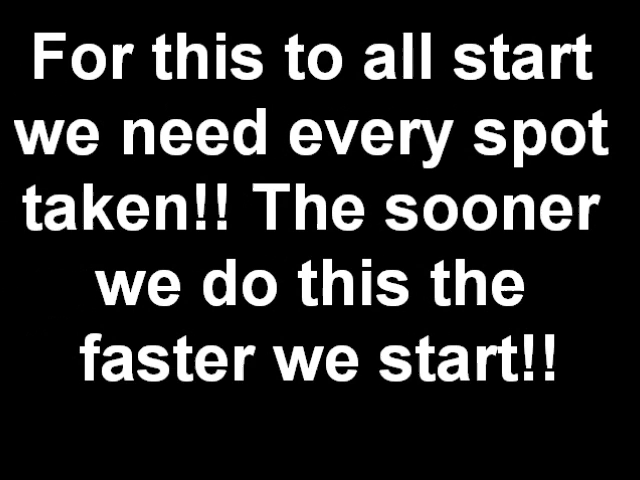 For this to all start
we need every spot
taken!! The sooner
we do this the
faster we start!!